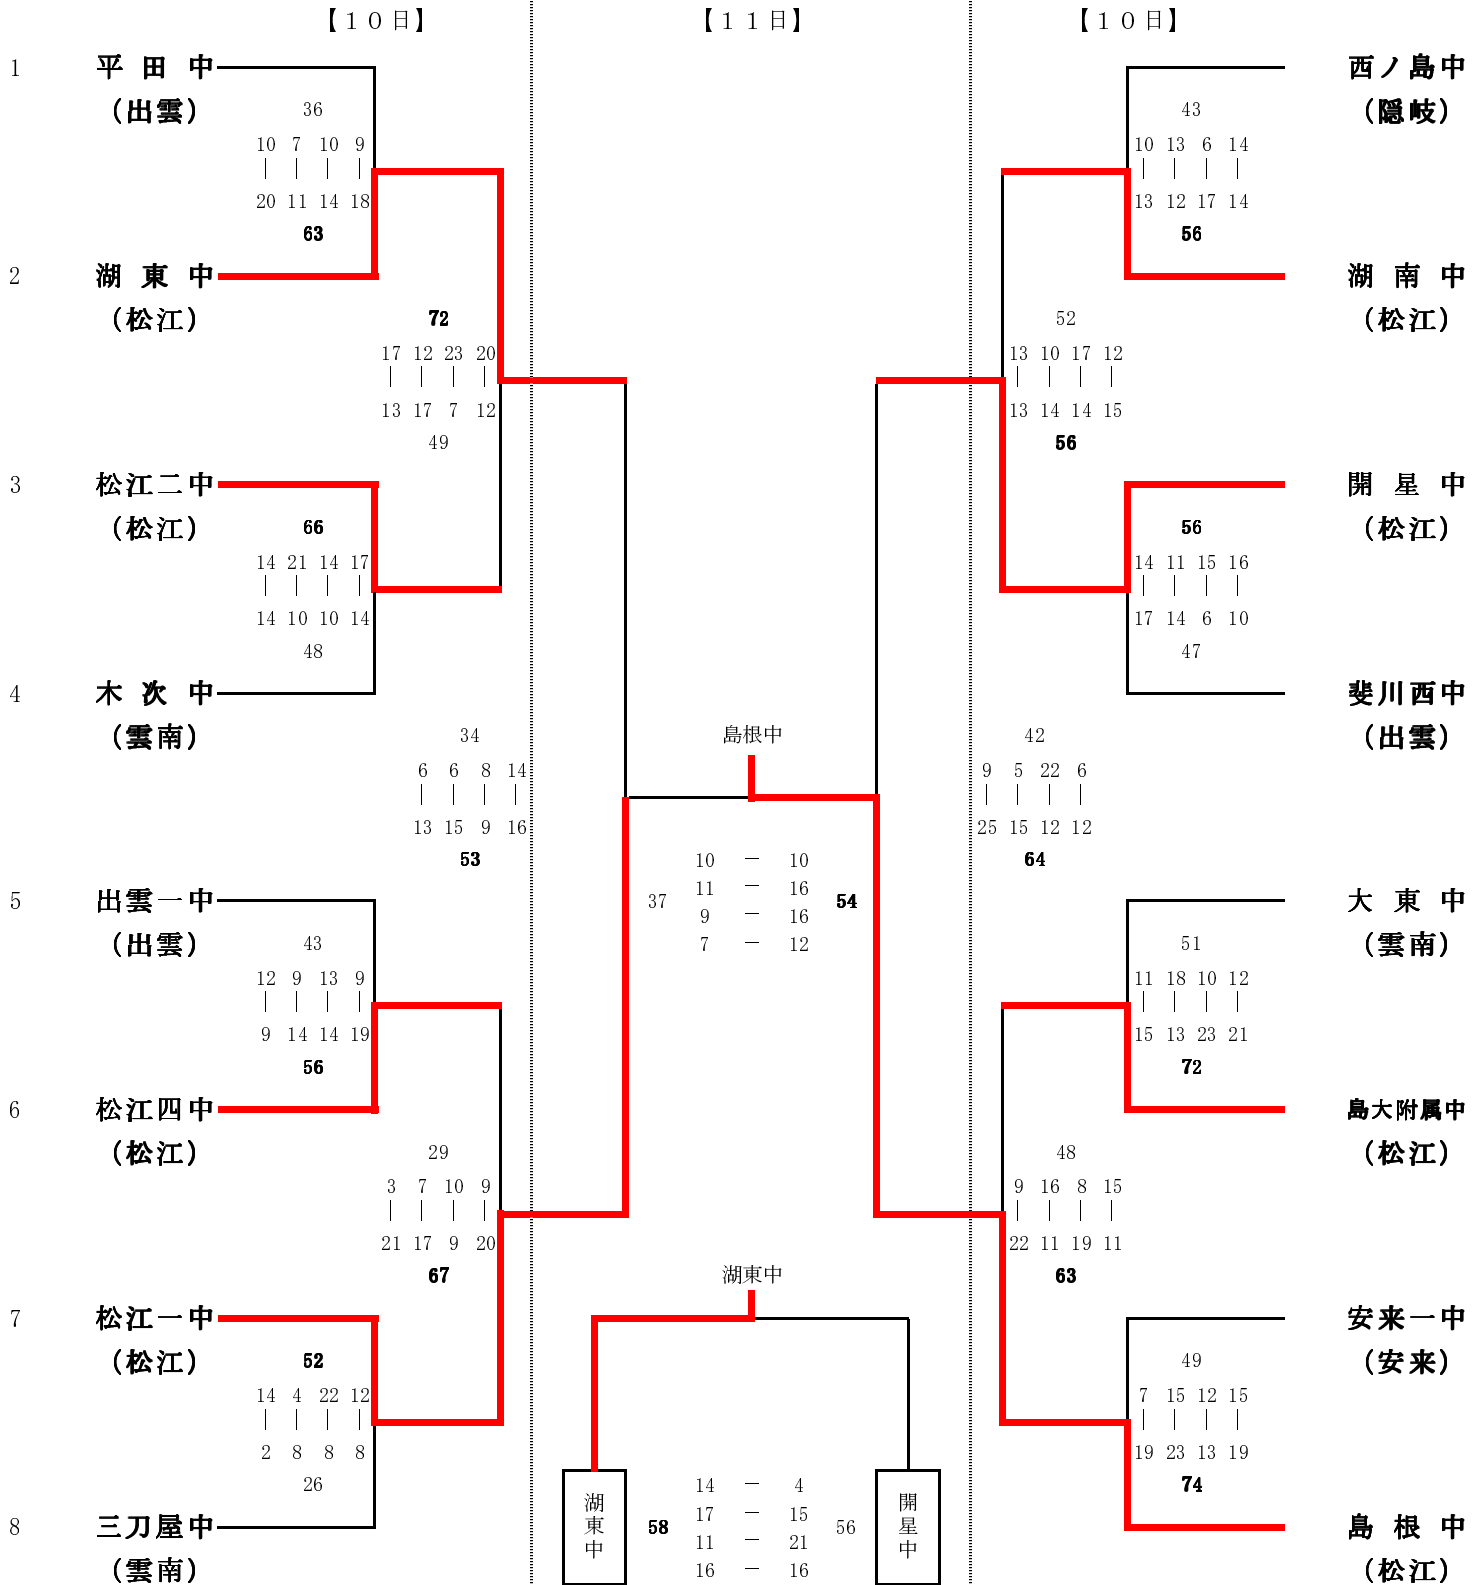 【１０日】 【１１日】 【１０日】
1 平田中 西ノ島中
(出雲) 36 43 (隠岐)
10 7 10 9 10 13 6 14
20 11 14 18 13 12 17 14
63 56
2 湖東中 湖南中
(松江) 72 52 (松江)
17 12 23 20 13 10 17 12
13 17 7 12 13 14 14 15
49 56
3 松江二中 開星中
(松江) 66 56 (松江)
14 21 14 17 14 11 15 16
14 10 10 14 17 14 6 10
48 47
4 木次中 斐川西中
(雲南) 34 島根中 42 (出雲)
6 6 8 14 9 5 22 6
13 15 9 16 25 15 12 12
53 64
10 － 10
11 － 16
5 出雲一中 37 54 大東中
9 － 16
(出雲) 43 7 － 12 51 (雲南)
12 9 13 9 11 18 10 12
9 14 14 19 15 13 23 21
56 72
6 松江四中 島大附属中
(松江) 29 48 (松江)
3 7 10 9 9 16 8 15
21 17 9 20 22 11 19 11
67 湖東中 63
7 松江一中 安来一中
(松江) 52 49 (安来)
14 4 22 12 7 15 12 15
2 8 8 8 19 23 13 19
26 14 － 4 74
17 － 15
8 三刀屋中 湖東中 58 56 開星中 島根中
11 － 21
(雲南) 16 － 16 (松江)